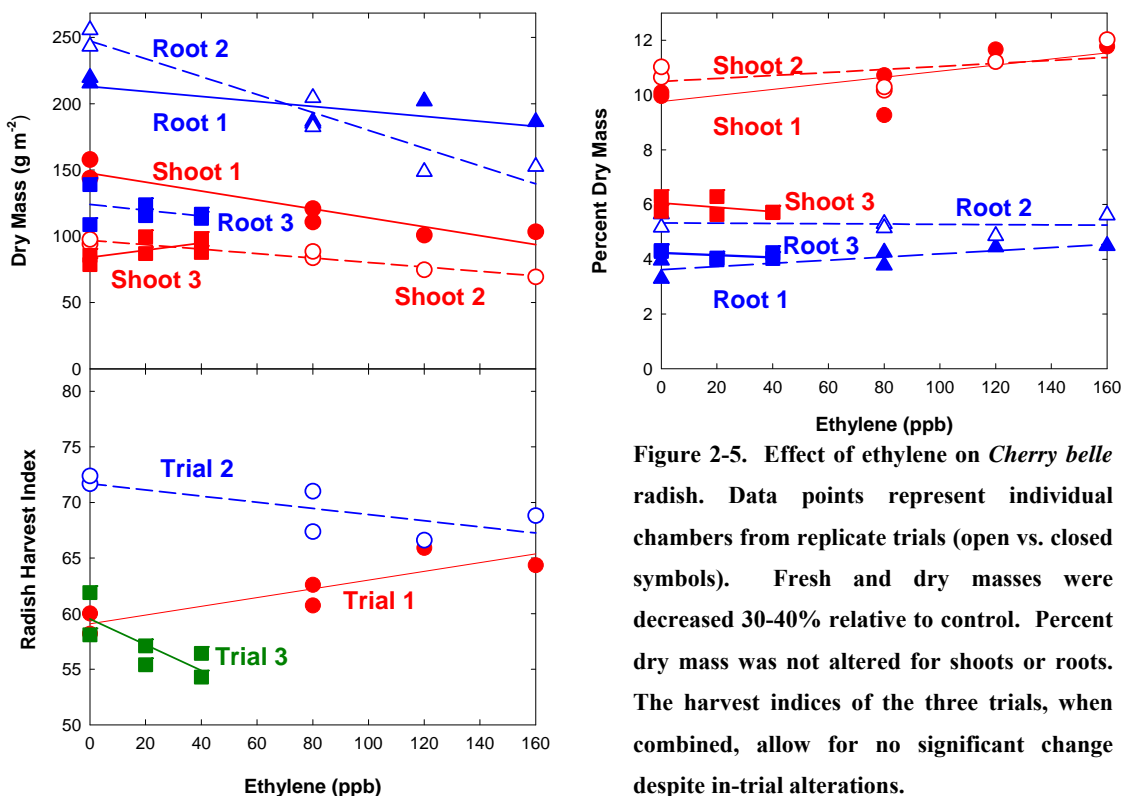 250
200
150
100
50
0
Dry Mass (g m-2)
Root 2
Root 1
Shoot 1
Root 3
Shoot 3
Shoot 2
80
75
70
65
60
55
50
Radish Harvest Index
Trial 2
Trial 1
Trial 3
0 20 40 60 80 100 120 140 160
Ethylene (ppb)
12
10
8
6
4
2
0
Percent Dry Mass
Shoot 2
Shoot 1
Shoot 3
Root 2
Root 3
Root 1
0 20 40 60 80 100 120 140 160
Ethylene (ppb)
Figure 2-5. Effect of ethylene on Cherry belle
radish. Data points represent individual
chambers from replicate trials (open vs. closed
symbols). Fresh and dry masses were
decreased 30-40% relative to control. Percent
dry mass was not altered for shoots or roots.
The harvest indices of the three trials, when
combined, allow for no significant change
despite in-trial alterations.